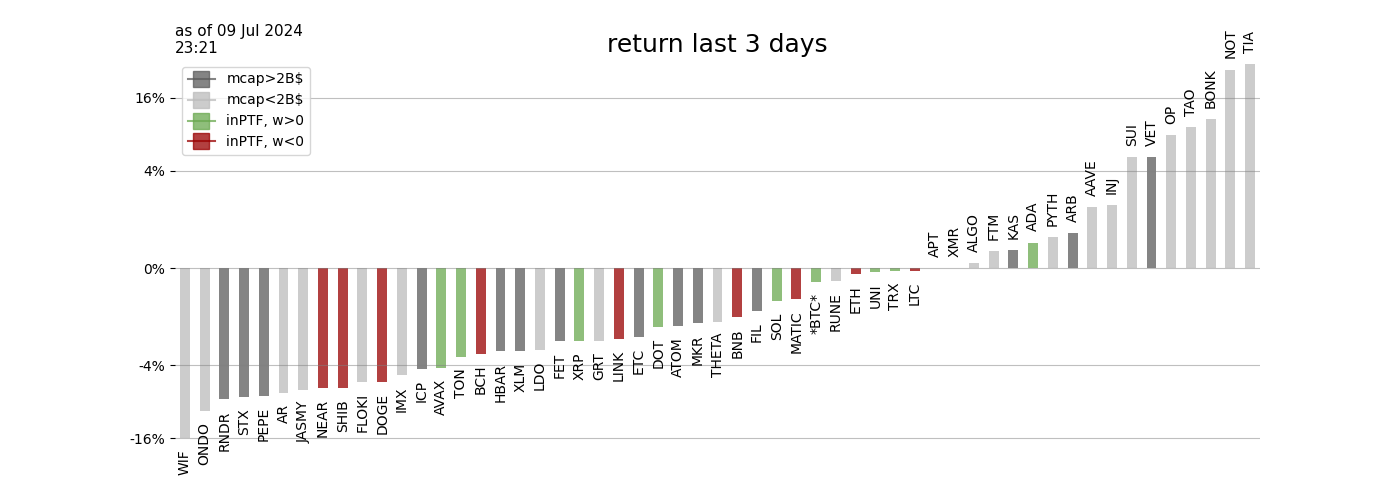 as of 09 Jul 2024
23:21
return last 3 days
mcap>2B$
mcap<2B$
inPTF, w>0
inPTF, w<0
16%
4%
0%
-4%
-16%
WIF
ONDO
RNDR
STX
PEPE
AR
JASMY
NEAR
SHIB
FLOKI
DOGE
IMX
ICP
AVAX
TON
BCH
HBAR
XLM
LDO
FET
XRP
GRT
LINK
ETC
DOT
ATOM
MKR
THETA
BNB
FIL
SOL
MATIC
*BTC*
RUNE
ETH
UNI
TRX
LTC
APT
XMR
ALGO
FTM
KAS
ADA
PYTH
ARB
AAVE
INJ
SUI
VET
OP
TAO
BONK
NOT
TIA